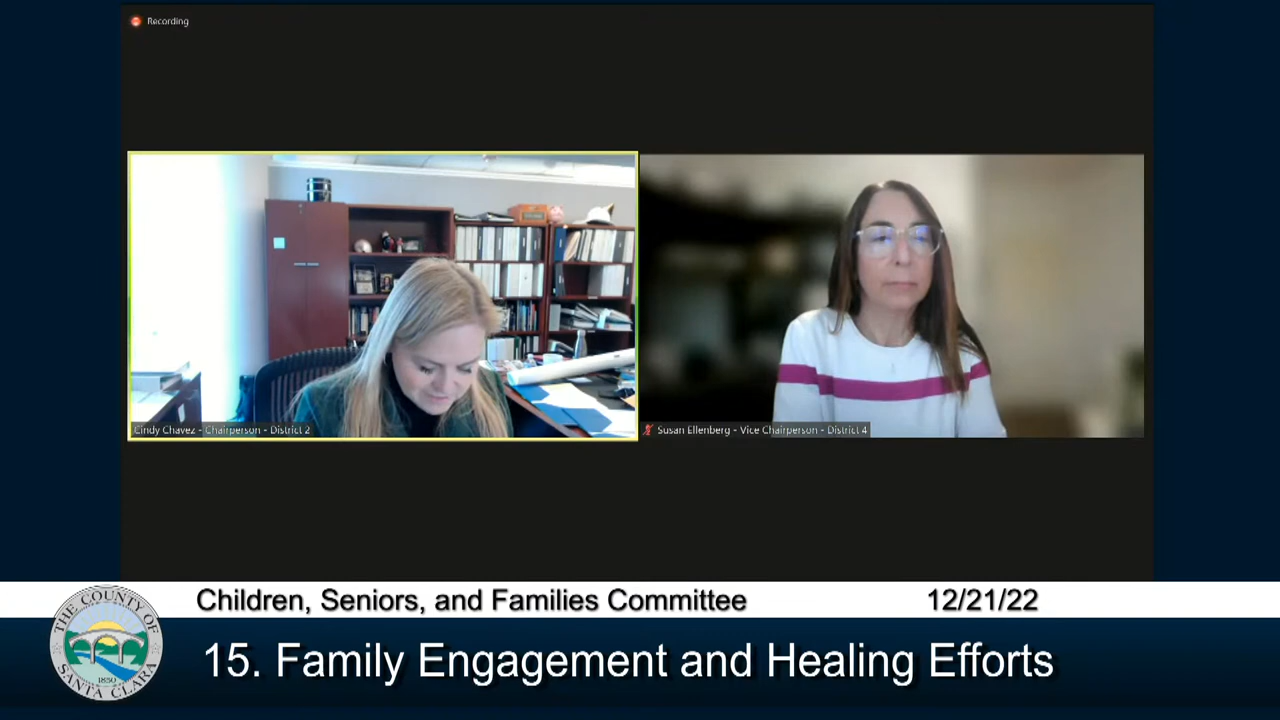 Recording
Cindy Chavez - Chairperson - District 2
Susan Ellenberg - Vice Chairperson - District 4
Children, Seniors, and Families Committee
12/21/22
15. Family Engagement and Healing Efforts
THE COUNTY OF
1850
SANTA CLARA